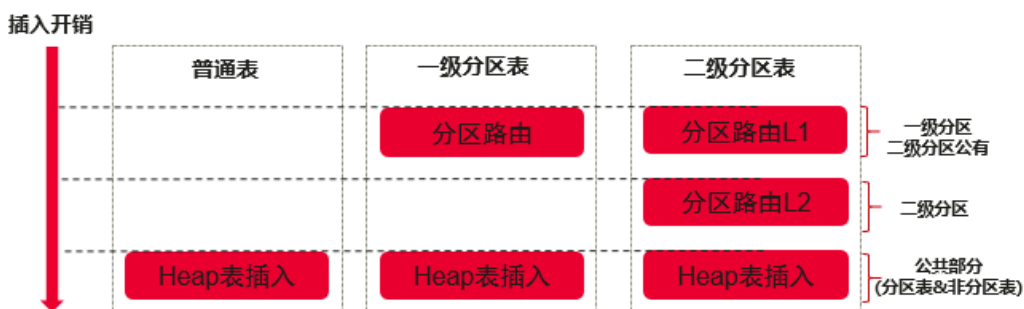 插入开销
普通表
一级分区表
二级分区表
分区路由
分区路由L1
一级分区
二级分区公有
分区路由L2
二级分区
Heap表插入
Heap表插入
Heap表插入
公共部分
(分区表&非分区表)